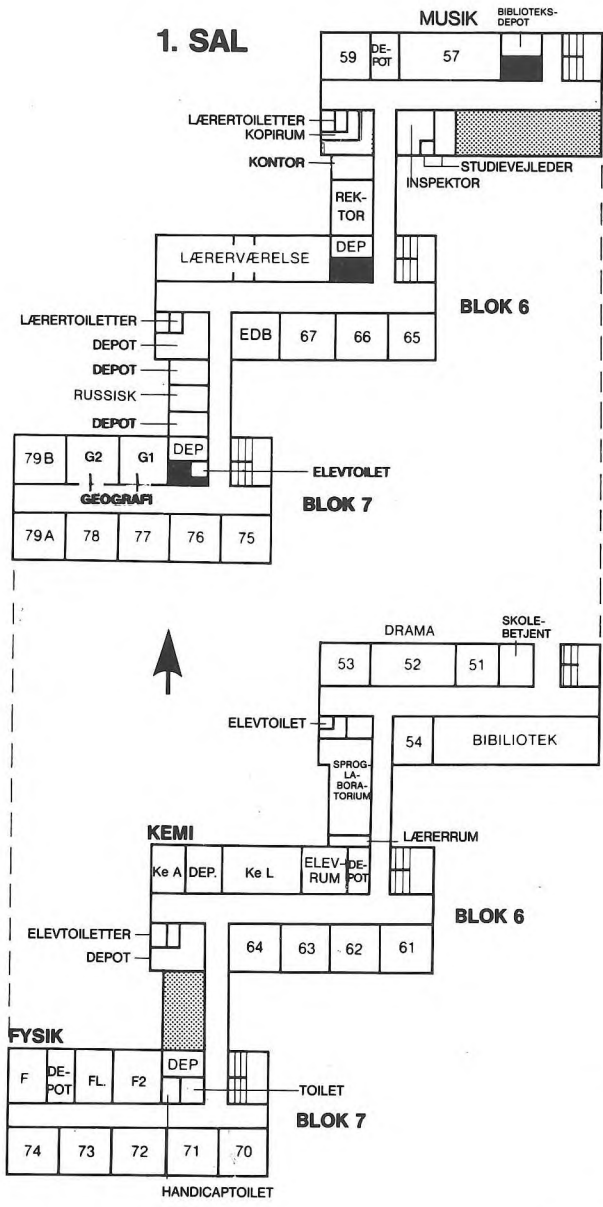 1. SAL
MUSIK
BIBLIOTEKS-
DEPOT
59
DE-
POT
57
LÆRERTOILETTER
KOPIRUM
KONTOR
STUDIEVEJLEDER
INSPEKTOR
REK-
TOR
LÆRERVÆRELSE
DEP
BLOK 6
LÆRERTOILETTER
DEPOT
EDB
67
66
65
DEPOT
RUSSISK
DEPOT
79B
G2
G1
DEP
ELEVTOILET
GEOGRAFI
BLOK 7
79A
78
77
76
75
DRAMA
SKOLE-
BETJENT
53
52
51
ELEVTOILET
54
BIBILIOTEK
SPROG-
LA-
BORA-
TORIUM
LÆRERRUM
KEMI
Ke A
DEP.
Ke L
ELEV-
RUM
DE-
POT
BLOK 6
ELEVTOILETTER
DEPOT
64
63
62
61
FYSIK
F
DE-
POT
FL.
F2
DEP
TOILET
BLOK 7
74
73
72
71
70
HANDICAPTOILET